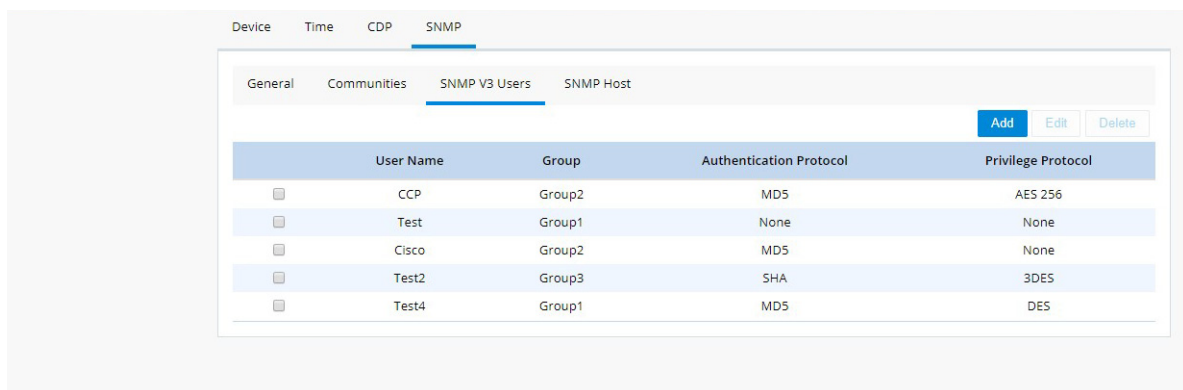 Device Time CDP SNMP
General Communities SNMP V3 Users SNMP Host
Add Edit Delete
User Name Group Authentication Protocol Privilege Protocol
CCP Group2 MD5 AES 256
Test Group1 None None
Cisco Group2 MD5 None
Test2 Group3 SHA 3DES
Test4 Group1 MD5 DES